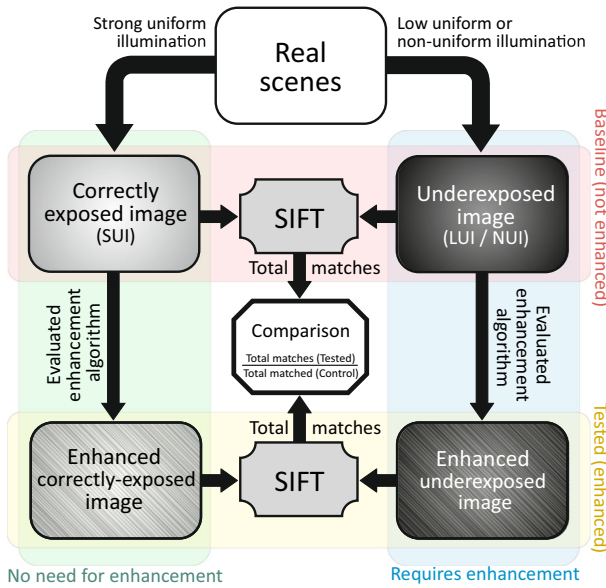 Strong uniform
illumination
Real
scenes
Low uniform or
non-uniform illumination
Baseline (not enhanced)
Correctly
exposed image
(SUI)
SIFT
Underexposed
image
(LUI / NUI)
Total matches
Evaluated
enhancement
algorithm
Comparison
Total matches (Tested)
Total matched (Control)
Evaluated
enhancement
algorithm
Tested (enhanced)
Total matches
Enhanced
correctly-exposed
image
SIFT
Enhanced
underexposed
image
No need for enhancement
Requires enhancement